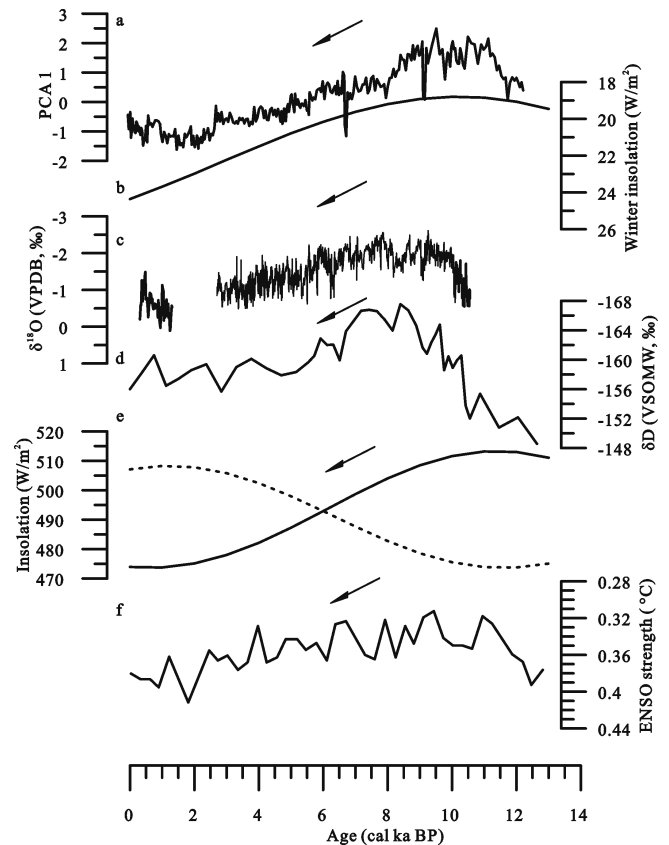 a
3
2
1
0
-1
-2
PCA 1
18
20
22
24
26
Winter insolation (W/m²)
b
c
-3
-2
-1
0
1
δ¹⁸O (VPDB, ‰)
-168
-164
-160
-156
-152
-148
δD (VSOMW, ‰)
d
e
520
510
500
490
480
470
Insolation (W/m²)
f
0.28
0.32
0.36
0.4
0.44
ENSO strength ( °C)
0 2 4 6 8 10 12 14
Age (cal ka BP)